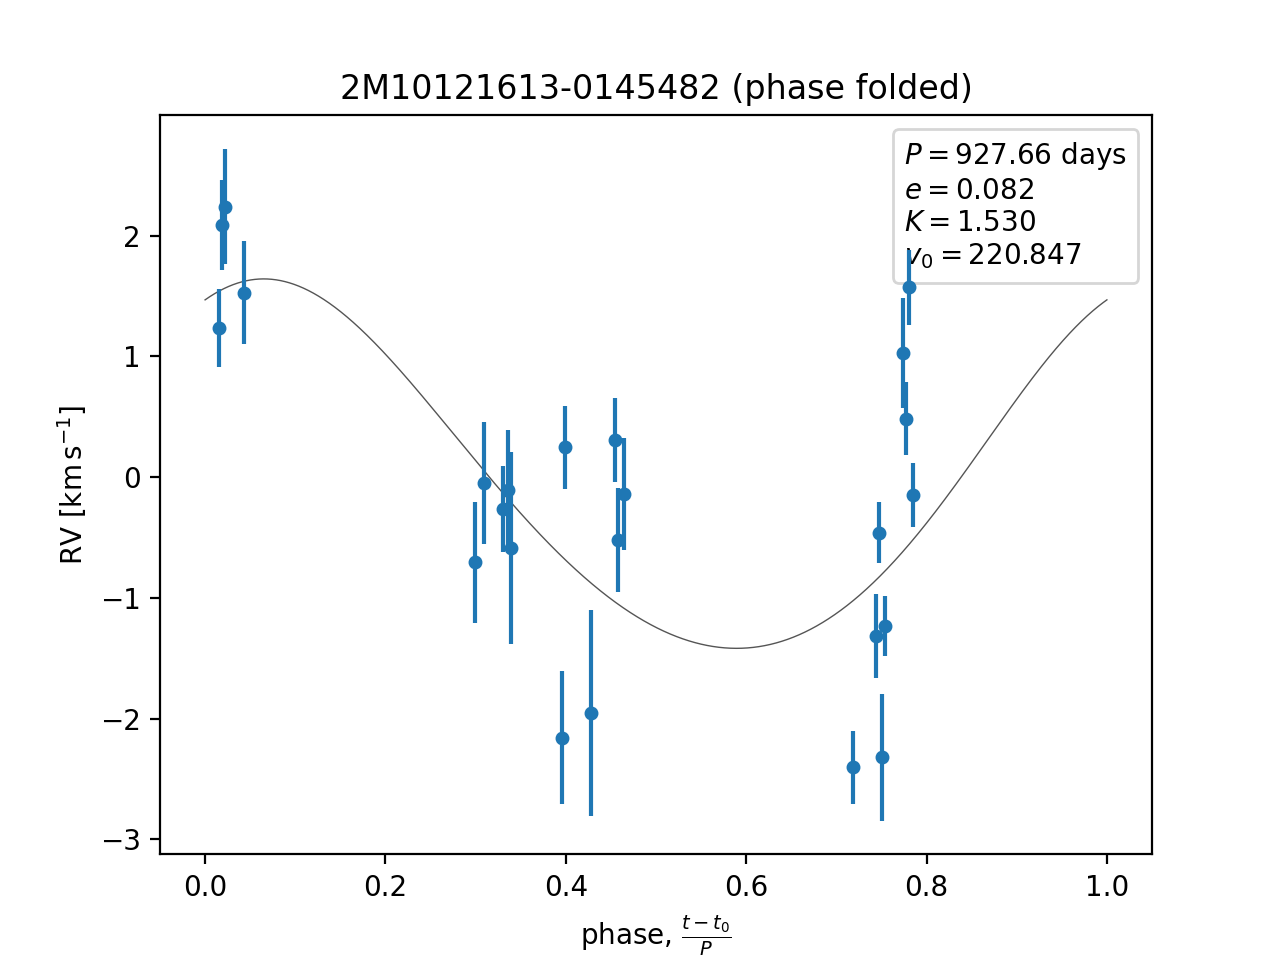 2M10121613-0145482 (phase folded)
P = 927.66 days
e = 0.082
K = 1.530
v₀ = 220.847
RV [km s⁻¹]
2
1
0
−1
−2
−3
0.0 0.2 0.4 0.6 0.8 1.0
phase, (t − t₀)/P